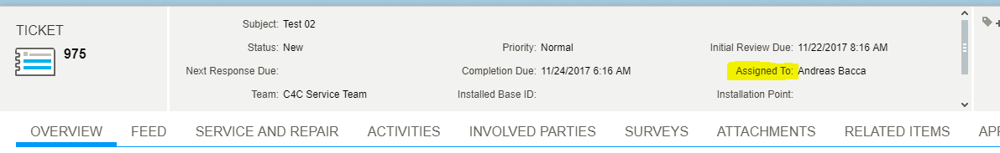 TICKET
975
Subject: Test 02
Status: New Priority: Normal Initial Review Due: 11/22/2017 8:16 AM
Next Response Due: Completion Due: 11/24/2017 6:16 AM Assigned To: Andreas Bacca
Team: C4C Service Team Installed Base ID: Installation Point:
OVERVIEW FEED SERVICE AND REPAIR ACTIVITIES INVOLVED PARTIES SURVEYS ATTACHMENTS RELATED ITEMS AP